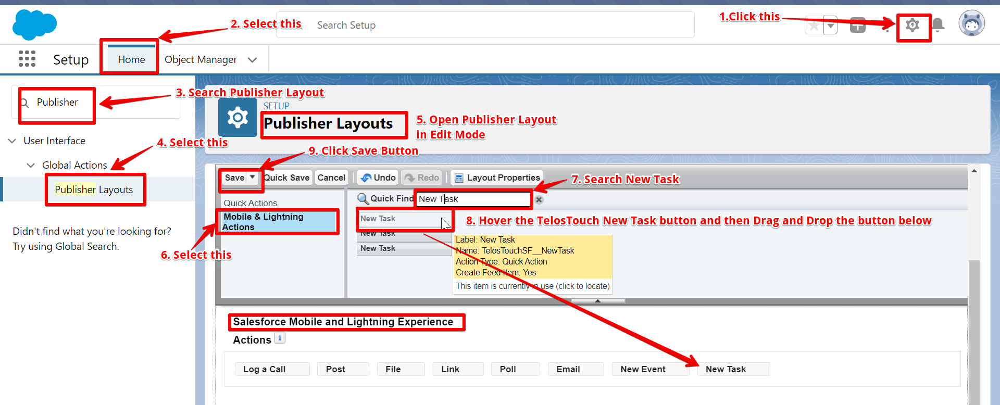 1.Click this
2. Select this
Search Setup
Setup
Home
Object Manager
Publisher
3. Search Publisher Layout
SETUP
Publisher Layouts
5. Open Publisher Layout
in Edit Mode
User Interface
4. Select this
9. Click Save Button
Global Actions
Publisher Layouts
Save
Quick Save
Cancel
Undo
Redo
Layout Properties
7. Search New Task
Quick Find
New Task
Quick Actions
Mobile & Lightning
Actions
New Task
New Task
New Task
8. Hover the TelosTouch New Task button and then Drag and Drop the button below
Didn't find what you're looking for?
Try using Global Search.
6. Select this
Label: New Task
Name: TelosTouchSF__NewTask
Action Type: Quick Action
Create Feed Item: Yes
This item is currently in use (click to locate)
Salesforce Mobile and Lightning Experience
Actions
i
Log a Call
Post
File
Link
Poll
Email
New Event
New Task